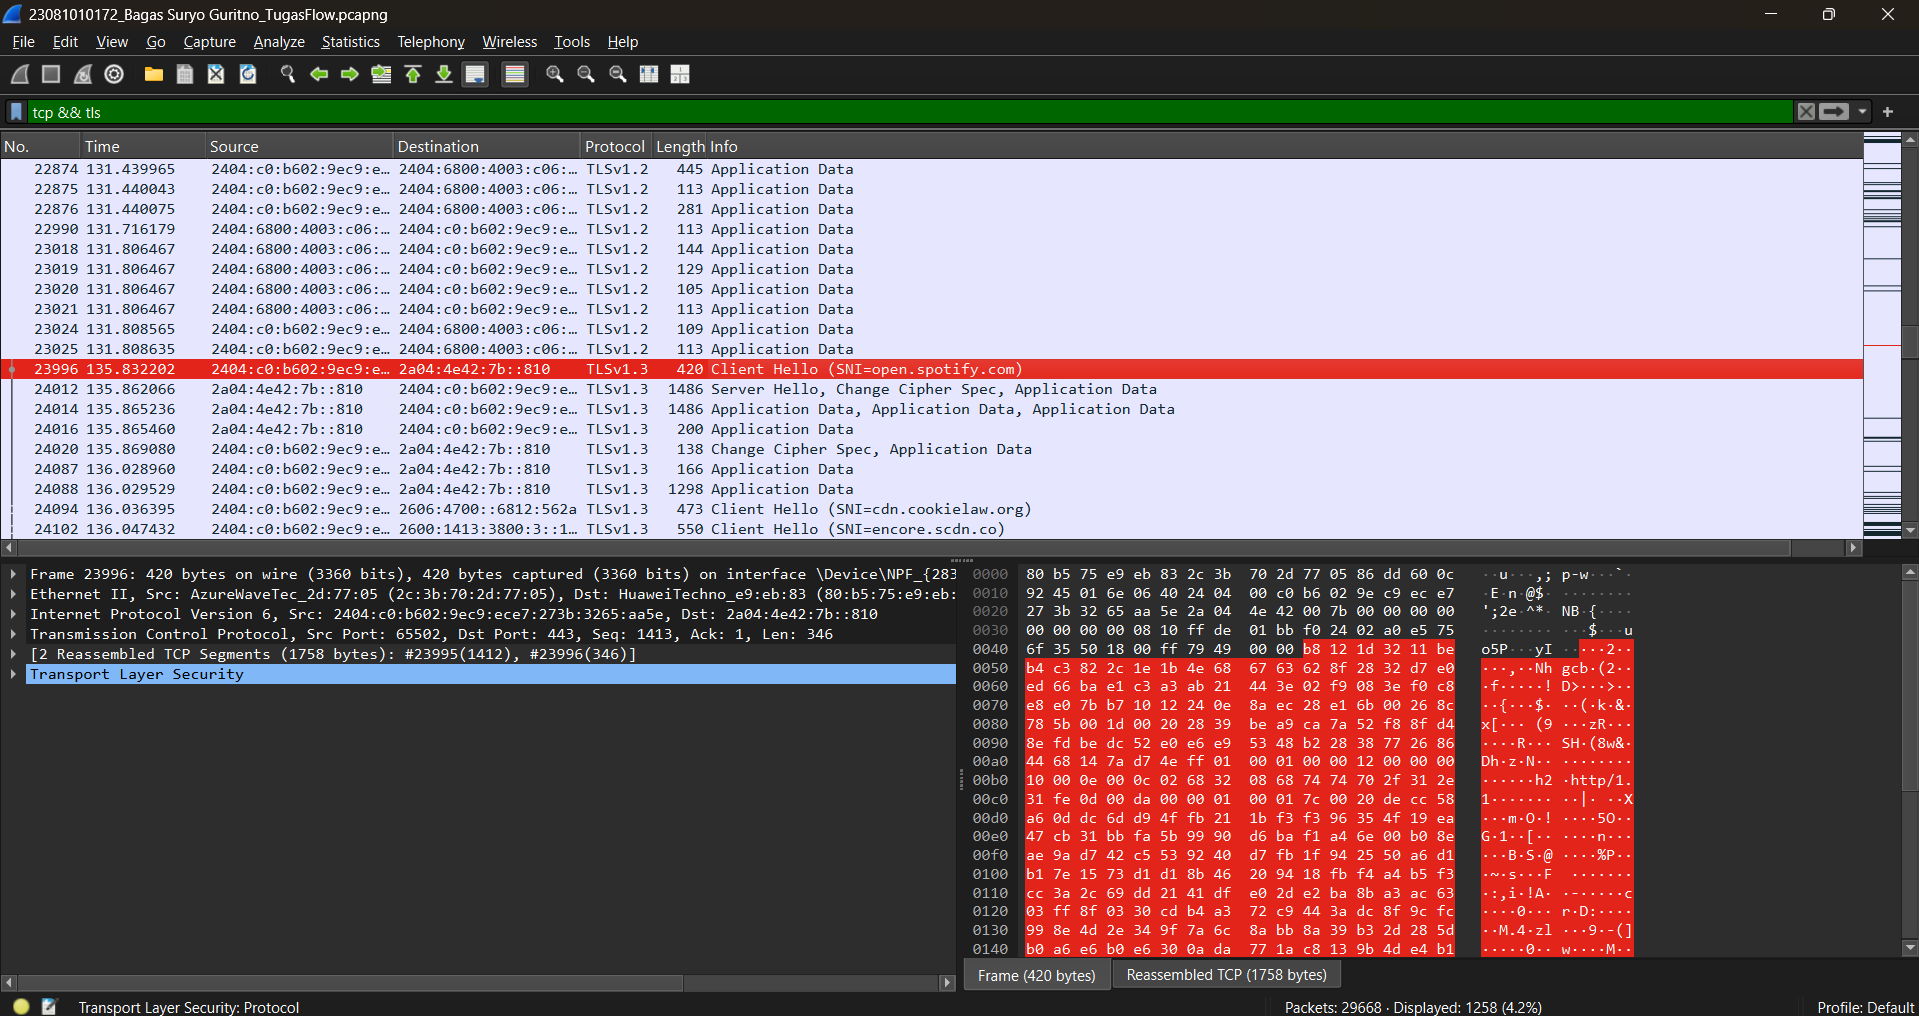 23081010172_Bagas Suryo Guritno_TugasFlow.pcapng
File Edit View Go Capture Analyze Statistics Telephony Wireless Tools Help
tcp && tls
No. Time Source Destination Protocol Length Info
22874 131.439965 2404:c0:b602:9ec9:e… 2404:6800:4003:c06:… TLSv1.2 445 Application Data
22875 131.440043 2404:c0:b602:9ec9:e… 2404:6800:4003:c06:… TLSv1.2 113 Application Data
22876 131.440075 2404:c0:b602:9ec9:e… 2404:6800:4003:c06:… TLSv1.2 281 Application Data
22990 131.716179 2404:6800:4003:c06:… 2404:c0:b602:9ec9:e… TLSv1.2 113 Application Data
23018 131.806467 2404:6800:4003:c06:… 2404:c0:b602:9ec9:e… TLSv1.2 144 Application Data
23019 131.806467 2404:6800:4003:c06:… 2404:c0:b602:9ec9:e… TLSv1.2 129 Application Data
23020 131.806467 2404:6800:4003:c06:… 2404:c0:b602:9ec9:e… TLSv1.2 105 Application Data
23021 131.806467 2404:6800:4003:c06:… 2404:c0:b602:9ec9:e… TLSv1.2 113 Application Data
23024 131.808565 2404:c0:b602:9ec9:e… 2404:6800:4003:c06:… TLSv1.2 109 Application Data
23025 131.808635 2404:c0:b602:9ec9:e… 2404:6800:4003:c06:… TLSv1.2 113 Application Data
23996 135.832202 2404:c0:b602:9ec9:e… 2a04:4e42:7b::810 TLSv1.3 420 Client Hello (SNI=open.spotify.com)
24012 135.862066 2a04:4e42:7b::810 2404:c0:b602:9ec9:e… TLSv1.3 1486 Server Hello, Change Cipher Spec, Application Data
24014 135.865236 2a04:4e42:7b::810 2404:c0:b602:9ec9:e… TLSv1.3 1486 Application Data, Application Data, Application Data
24016 135.865460 2a04:4e42:7b::810 2404:c0:b602:9ec9:e… TLSv1.3 200 Application Data
24020 135.869080 2404:c0:b602:9ec9:e… 2a04:4e42:7b::810 TLSv1.3 138 Change Cipher Spec, Application Data
24087 136.028960 2404:c0:b602:9ec9:e… 2a04:4e42:7b::810 TLSv1.3 166 Application Data
24088 136.029529 2404:c0:b602:9ec9:e… 2a04:4e42:7b::810 TLSv1.3 1298 Application Data
24094 136.036395 2404:c0:b602:9ec9:e… 2606:4700::6812:562a TLSv1.3 473 Client Hello (SNI=cdn.cookielaw.org)
24102 136.047432 2404:c0:b602:9ec9:e… 2600:1413:3800:3::1… TLSv1.3 550 Client Hello (SNI=encore.scdn.co)
Frame 23996: 420 bytes on wire (3360 bits), 420 bytes captured (3360 bits) on interface \Device\NPF_{283
Ethernet II, Src: AzureWaveTec_2d:77:05 (2c:3b:70:2d:77:05), Dst: HuaweiTechno_e9:eb:83 (80:b5:75:e9:eb:
Internet Protocol Version 6, Src: 2404:c0:b602:9ec9:ece7:273b:3265:aa5e, Dst: 2a04:4e42:7b::810
Transmission Control Protocol, Src Port: 65502, Dst Port: 443, Seq: 1413, Ack: 1, Len: 346
[2 Reassembled TCP Segments (1758 bytes): #23995(1412), #23996(346)]
Transport Layer Security
0000 80 b5 75 e9 eb 83 2c 3b 70 2d 77 05 86 dd 60 0c ··u···,; p-w···`·
0010 92 45 01 6e 06 40 24 04 00 c0 b6 02 9e c9 ec e7 ·E·n·@$· ········
0020 27 3b 32 65 aa 5e 2a 04 4e 42 00 7b 00 00 00 00 ';2e·^*· NB·{····
0030 00 00 00 00 08 10 ff de 01 bb f0 24 02 a0 e5 75 ········ ···$···u
0040 6f 35 50 18 00 ff 79 49 00 00 b8 12 1d 32 11 be o5P···yI ·····2··
0050 b4 c3 82 2c 1e 1b 4e 68 67 63 62 8f 28 32 d7 e0 ···,··Nh gcb·(2··
0060 ed 66 ba e1 c3 a3 ab 21 44 3e 02 f9 08 3e f0 c8 ·f·····! D>···>··
0070 e8 e0 7b b7 10 12 24 0e 8a ec 28 e1 6b 00 26 8c ··{···$· ··(·k·&·
0080 78 5b 00 1d 00 20 28 39 be a9 ca 7a 52 f8 8f d4 x[··· (9 ···zR···
0090 8e fd be dc 52 e0 e6 e9 53 48 b2 28 38 77 26 86 ····R··· SH·(8w&·
00a0 44 68 14 7a d7 4e ff 01 00 01 00 00 12 00 00 00 Dh·z·N·· ········
00b0 10 00 0e 00 0c 02 68 32 08 68 74 74 70 2f 31 2e ······h2 ·http/1.
00c0 31 fe 0d 00 da 00 00 01 00 01 7c 00 20 de cc 58 1······· ··|· ··X
00d0 a6 0d dc 6d d9 4f fb 21 1b f3 f3 96 35 4f 19 ea ···m·O·! ····5O··
00e0 47 cb 31 bb fa 5b 99 90 d6 ba f1 a4 6e 00 b0 8e G·1··[·· ····n···
00f0 ae 9a d7 42 c5 53 92 40 d7 fb 1f 94 25 50 a6 d1 ···B·S·@ ····%P··
0100 b1 7e 15 73 d1 d1 8b 46 20 94 18 fb f4 a4 b5 f3 ·~·s···F ·······
0110 cc 3a 2c 69 dd 21 41 df e0 2d e2 ba 8b a3 ac 63 ·:,i·!A· ·-·····c
0120 03 ff 8f 03 30 cd b4 a3 72 c9 44 3a dc 8f 9c fc ····0··· r·D:····
0130 99 8e 4d 2e 34 9f 7a 6c 8a bb 8a 39 b3 2d 28 5d ··M.4·zl ···9·-(]
0140 b0 a6 e6 b0 e6 30 0a da 77 1a c8 13 9b 4d e4 b1 ·····0·· w····M··
Frame (420 bytes) Reassembled TCP (1758 bytes)
Transport Layer Security: Protocol Packets: 29668 · Displayed: 1258 (4.2%) Profile: Default